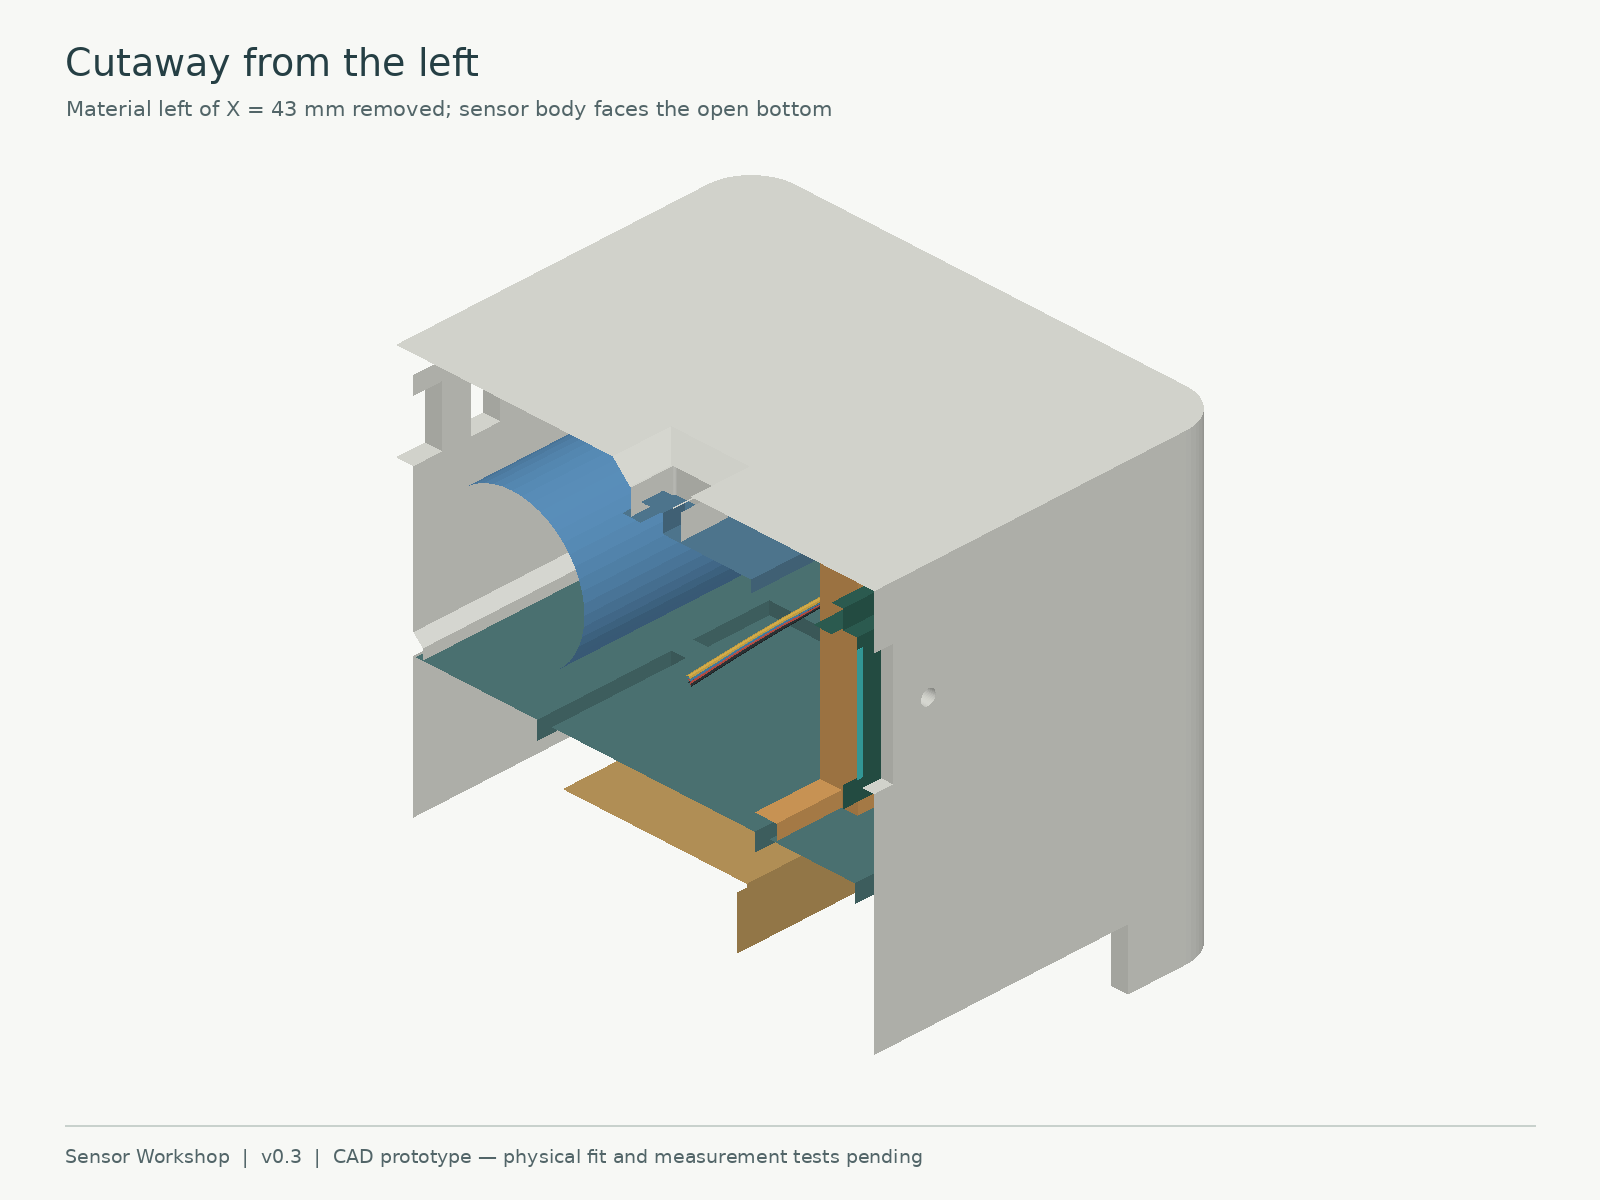 Cutaway from the left
Material left of X = 43 mm removed; sensor body faces the open bottom
Sensor Workshop | v0.3 | CAD prototype — physical fit and measurement tests pending